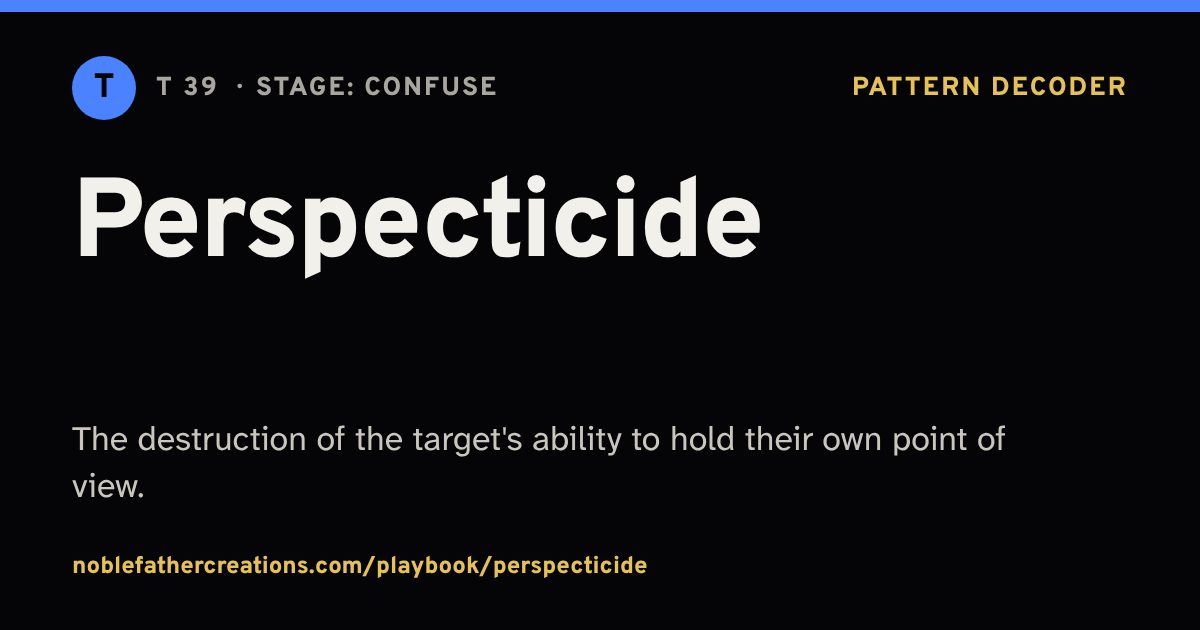 T
T 39 · STAGE: CONFUSE
PATTERN DECODER
Perspecticide
The destruction of the target's ability to hold their own point of
view.
noblefathercreations.com/playbook/perspecticide